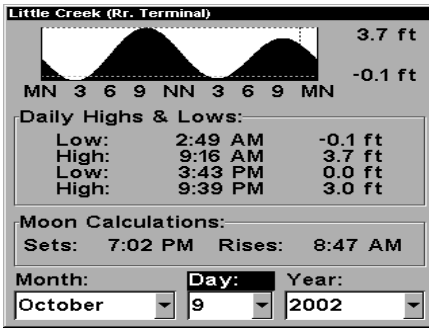 Little Creek (Rr. Terminal)
3.7 ft
-0.1 ft
MN 3 6 9 NN 3 6 9 MN
Daily Highs & Lows:
Low: 2:49 AM -0.1 ft
High: 9:16 AM 3.7 ft
Low: 3:43 PM 0.0 ft
High: 9:39 PM 3.0 ft
Moon Calculations:
Sets: 7:02 PM Rises: 8:47 AM
Month: Day: Year:
October 9 2002